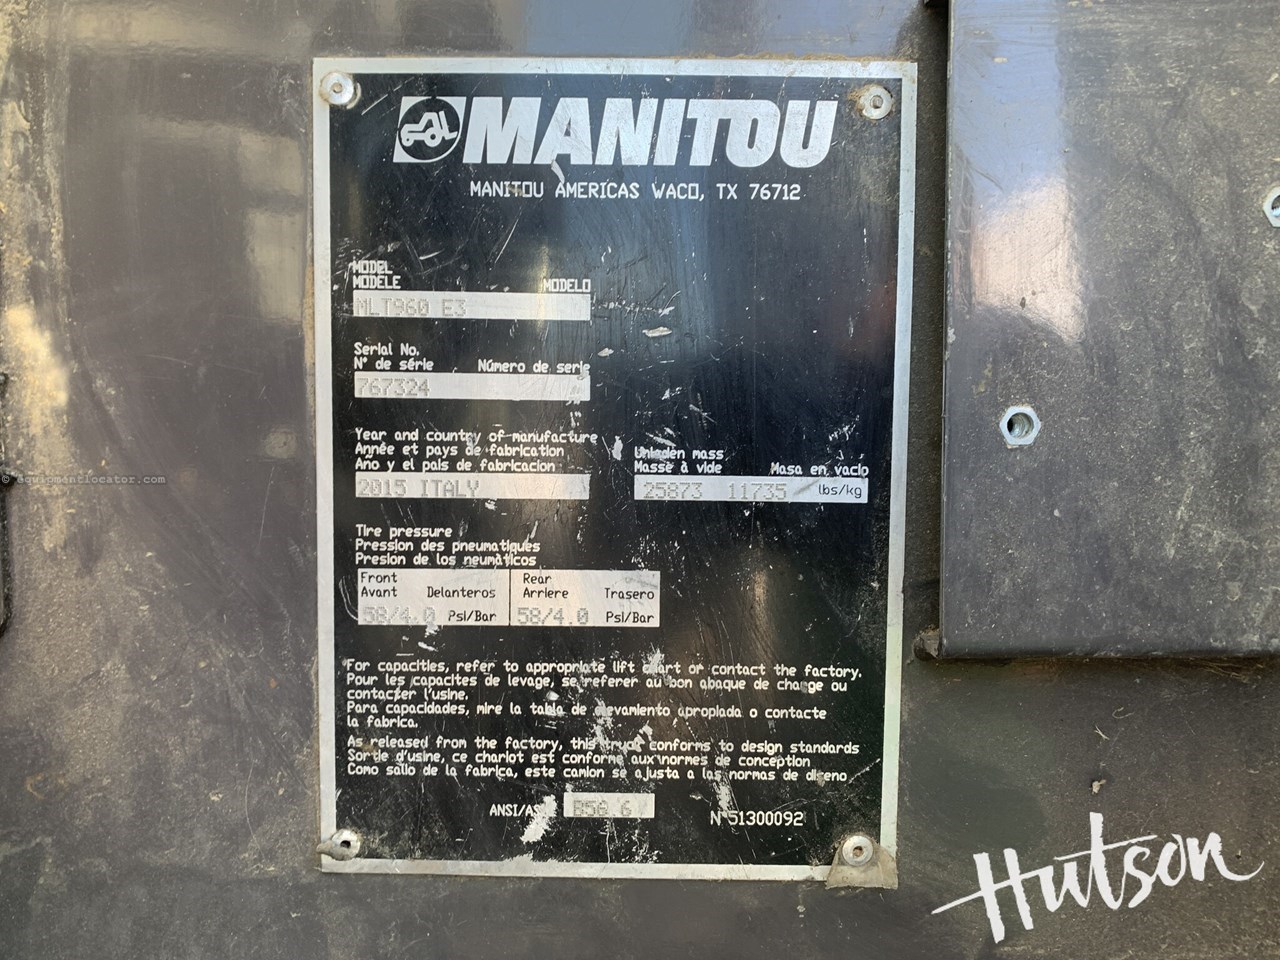 MANITOU
MANITOU AMERICAS WACO, TX 76712
MODEL
MODÈLE MODELO
MLT960 E3
Serial No.
N° de série Número de serie
767324
Year and country of manufacture
Année et pays de fabrication
Año y el país de fabricacion
2015 ITALY
Unladen mass
Masse à vide Masa en vacio
25873 11735 lbs/kg
Tire pressure
Pression des pneumatiques
Presion de los neumàticos
Front Rear
Avant Delanteros Arriere Trasero
58/4.0 Psi/Bar 58/4.0 Psi/Bar
For capacities, refer to appropriate lift chart or contact the factory.
Pour les capacites de levage, se referer au bon abaque de charge ou
contacter l'usine.
Para capacidades, mire la tabla de elevamiento apropiada o contacte
la fabrica.
As released from the factory, this truck conforms to design standards
Sortie d'usine, ce chariot est conforme aux normes de conception
Como salio de la fabrica, este camion se ajusta a las normas de diseno
ANSI/AS B56 6 N°51300092
© equipmentlocator.com
Hutson